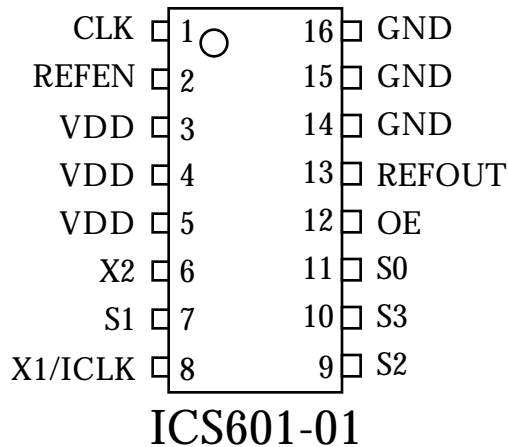 CLK 1 16 GND
REFEN 2 15 GND
VDD 3 14 GND
VDD 4 13 REFOUT
VDD 5 12 OE
X2 6 11 S0
S1 7 10 S3
X1/ICLK 8 9 S2
ICS601-01